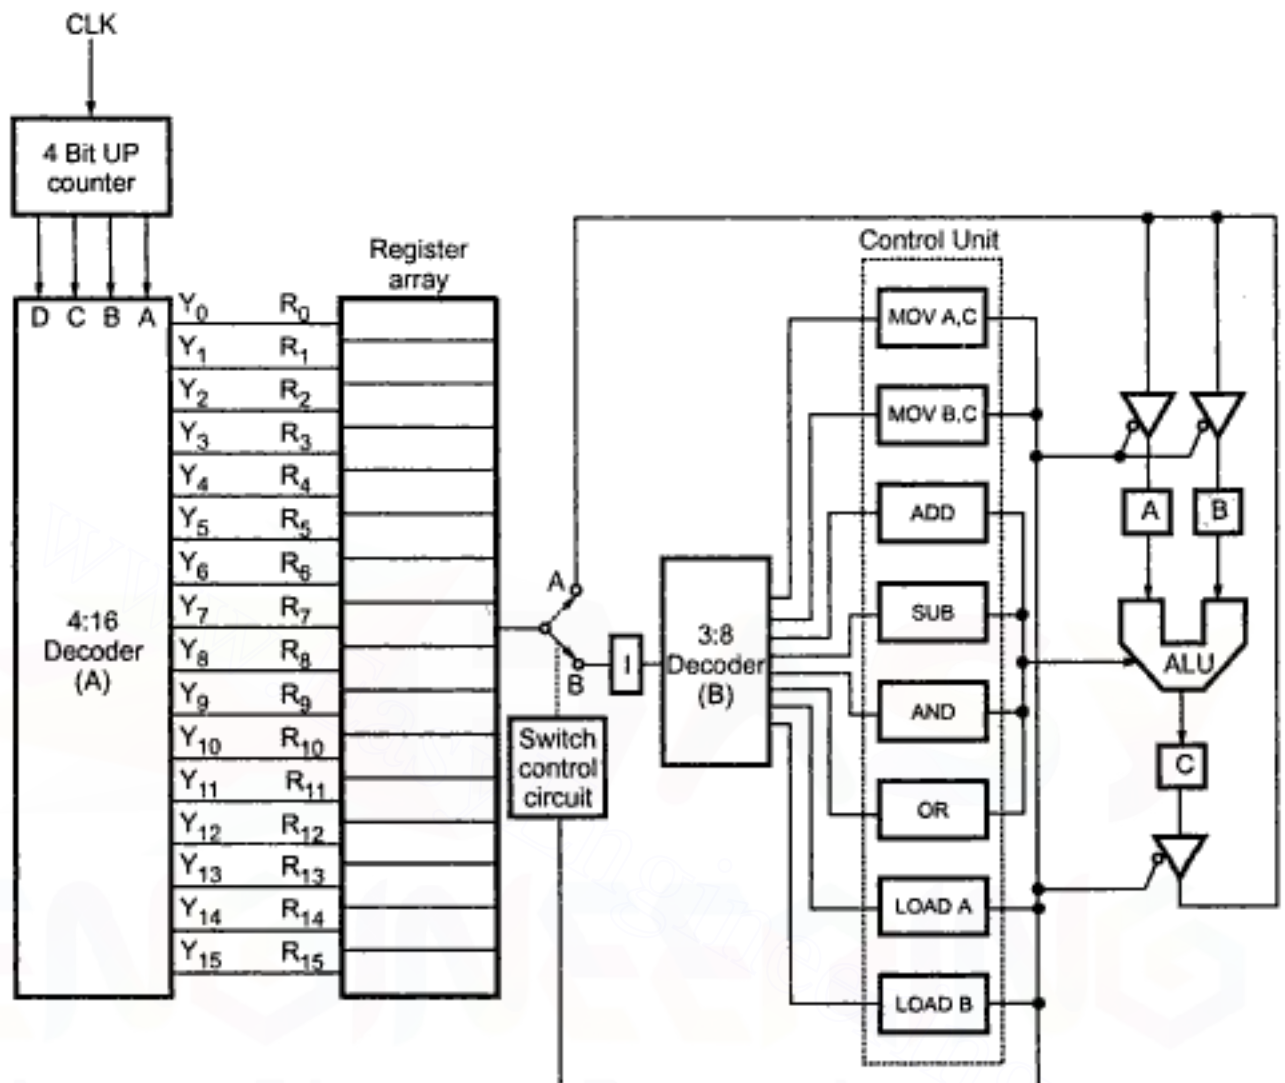 CLK
4 Bit UP
counter
D C B A
4:16
Decoder
(A)
Y0 R0
Y1 R1
Y2 R2
Y3 R3
Y4 R4
Y5 R5
Y6 R6
Y7 R7
Y8 R8
Y9 R9
Y10 R10
Y11 R11
Y12 R12
Y13 R13
Y14 R14
Y15 R15
Register
array
A
B
I
Switch
control
circuit
3:8
Decoder
(B)
Control Unit
MOV A,C
MOV B,C
ADD
SUB
AND
OR
LOAD A
LOAD B
A
B
ALU
C